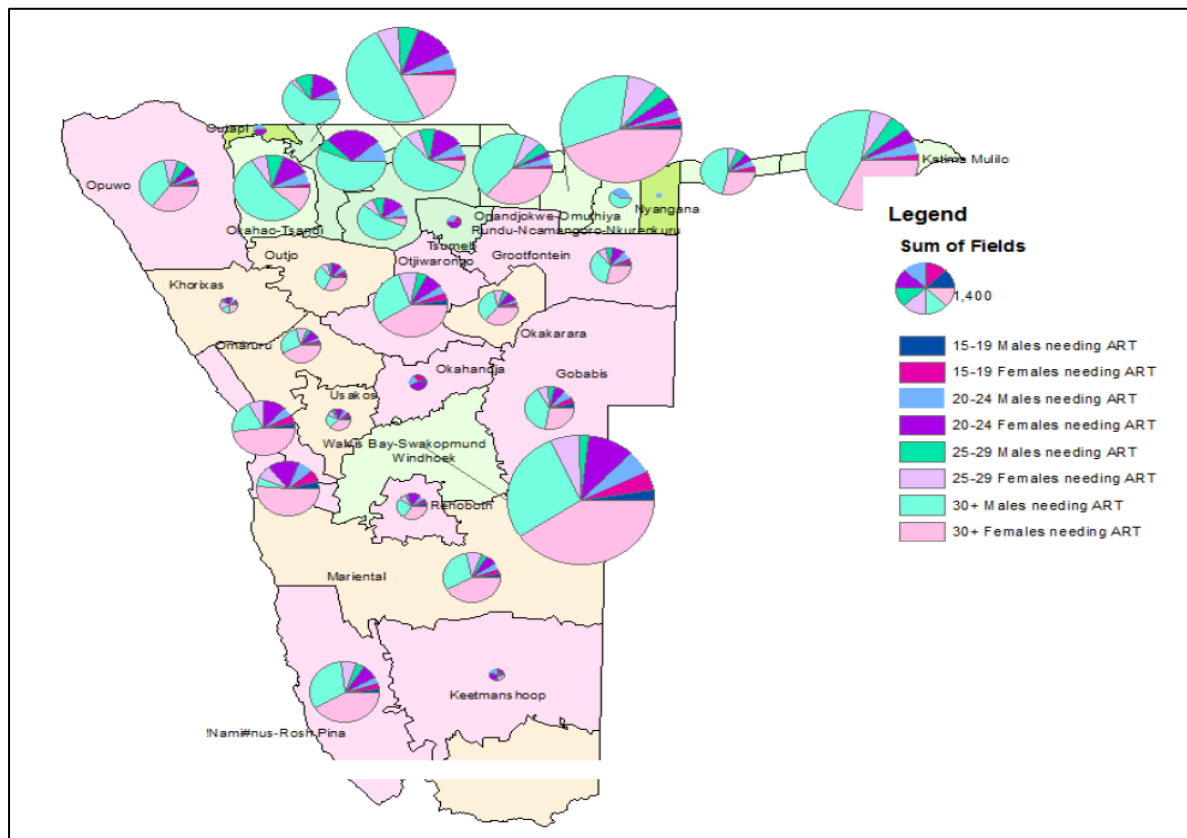 Outapi
Katima Mulilo
Opuwo
Nyangana
Okahao-Tsandi
Onandjokwe-Omuthiya
Rundu-Ncamangoro-Nkurenkuru
Tsumeb
Outjo
Otjiwarongo
Grootfontein
Khorixas
Okakarara
Omaruru
Okahandja
Gobabis
Usakos
Walvis Bay-Swakopmund
Windhoek
Rehoboth
Mariental
Keetmanshoop
!Nami#nus-Rosh Pina
Legend
Sum of Fields
1,400
15-19 Males needing ART
15-19 Females needing ART
20-24 Males needing ART
20-24 Females needing ART
25-29 Males needing ART
25-29 Females needing ART
30+ Males needing ART
30+ Females needing ART